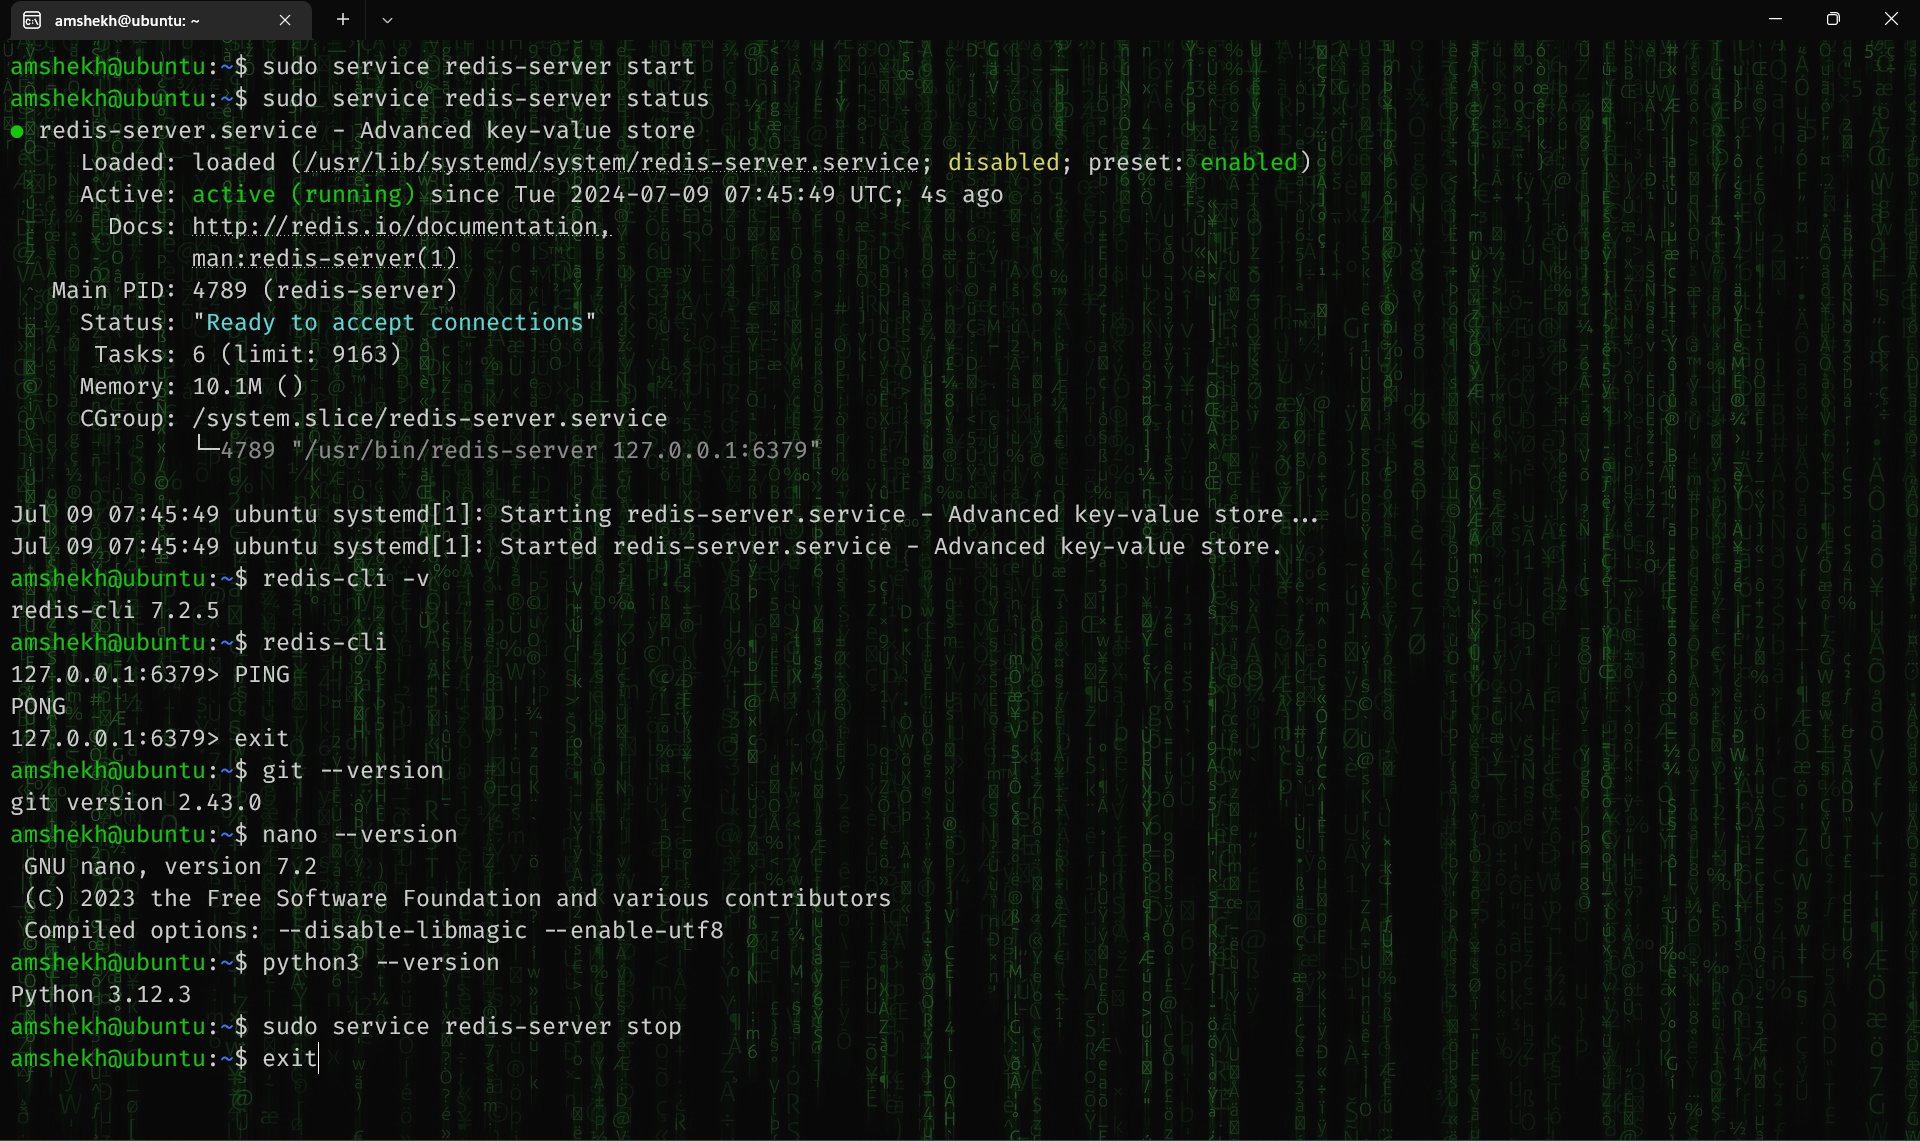 amshekh@ubuntu: ~
amshekh@ubuntu:~$ sudo service redis-server start
amshekh@ubuntu:~$ sudo service redis-server status
● redis-server.service - Advanced key-value store
     Loaded: loaded (/usr/lib/systemd/system/redis-server.service; disabled; preset: enabled)
     Active: active (running) since Tue 2024-07-09 07:45:49 UTC; 4s ago
       Docs: http://redis.io/documentation,
             man:redis-server(1)
   Main PID: 4789 (redis-server)
     Status: "Ready to accept connections"
      Tasks: 6 (limit: 9163)
     Memory: 10.1M ()
     CGroup: /system.slice/redis-server.service
             └─4789 "/usr/bin/redis-server 127.0.0.1:6379"
Jul 09 07:45:49 ubuntu systemd[1]: Starting redis-server.service - Advanced key-value store...
Jul 09 07:45:49 ubuntu systemd[1]: Started redis-server.service - Advanced key-value store.
amshekh@ubuntu:~$ redis-cli -v
redis-cli 7.2.5
amshekh@ubuntu:~$ redis-cli
127.0.0.1:6379> PING
PONG
127.0.0.1:6379> exit
amshekh@ubuntu:~$ git --version
git version 2.43.0
amshekh@ubuntu:~$ nano --version
 GNU nano, version 7.2
 (C) 2023 the Free Software Foundation and various contributors
 Compiled options: --disable-libmagic --enable-utf8
amshekh@ubuntu:~$ python3 --version
Python 3.12.3
amshekh@ubuntu:~$ sudo service redis-server stop
amshekh@ubuntu:~$ exit